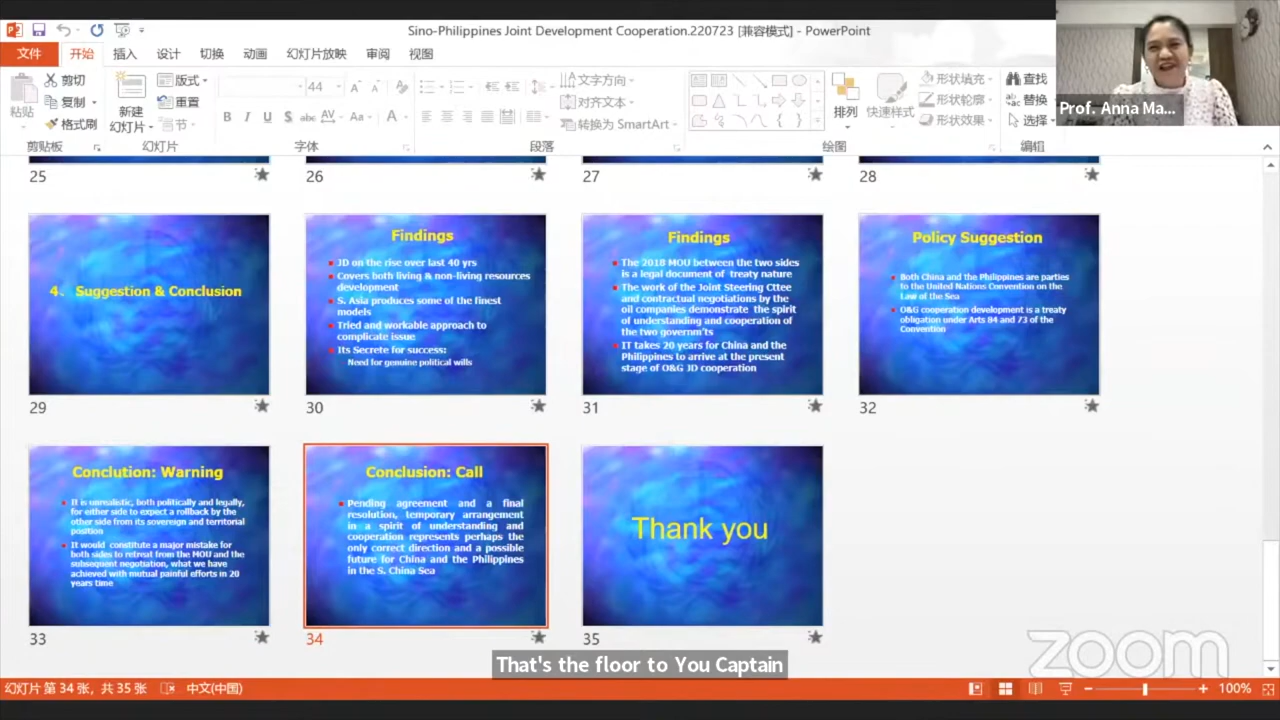 Sino-Philippines Joint Development Cooperation.220723 [兼容模式] - PowerPoint
文件 开始 插入 设计 切换 动画 幻灯片放映 审阅 视图
粘贴
剪切
复制
格式刷
剪贴板
新建
幻灯片
版式
重置
节
幻灯片
44
B I U S abc AV Aa A
字体
文字方向
对齐文本
转换为 SmartArt
段落
排列
快速样式
形状填充
形状轮廓
形状效果
绘图
查找
替换
选择
编辑
Prof. Anna Ma...
25 26 27 28
4. Suggestion & Conclusion
29
Findings
JD on the rise over last 40 yrs
Covers both living & non-living resources
development
S. Asia produces some of the finest
models
Tried and workable approach to
complicate issue
Its Secrete for success:
Need for genuine political wills
30
Findings
The 2018 MOU between the two sides
is a legal document of treaty nature
The work of the Joint Steering Cttee
and contractual negotiations by the
oil companies demonstrate the spirit
of understanding and cooperation of
the two governm'ts
IT takes 20 years for China and the
Philippines to arrive at the present
stage of O&G JD cooperation
31
Policy Suggestion
Both China and the Philippines are parties
to the United Nations Convention on the
Law of the Sea
O&G cooperation development is a treaty
obligation under Arts 84 and 73 of the
Convention
32
Conclution: Warning
It is unrealistic, both politically and legally,
for either side to expect a rollback by the
other side from its sovereign and territorial
position
It would constitute a major mistake for
both sides to retreat from the MOU and the
subsequent negotiation, what we have
achieved with mutual painful efforts in 20
years time
33
Conclusion: Call
Pending agreement and a final
resolution, temporary arrangement
in a spirit of understanding and
cooperation represents perhaps the
only correct direction and a possible
future for China and the Philippines
in the S. China Sea
34
Thank you
35
zoom
That's the floor to You Captain
幻灯片 第 34 张，共 35 张 中文(中国) 100%